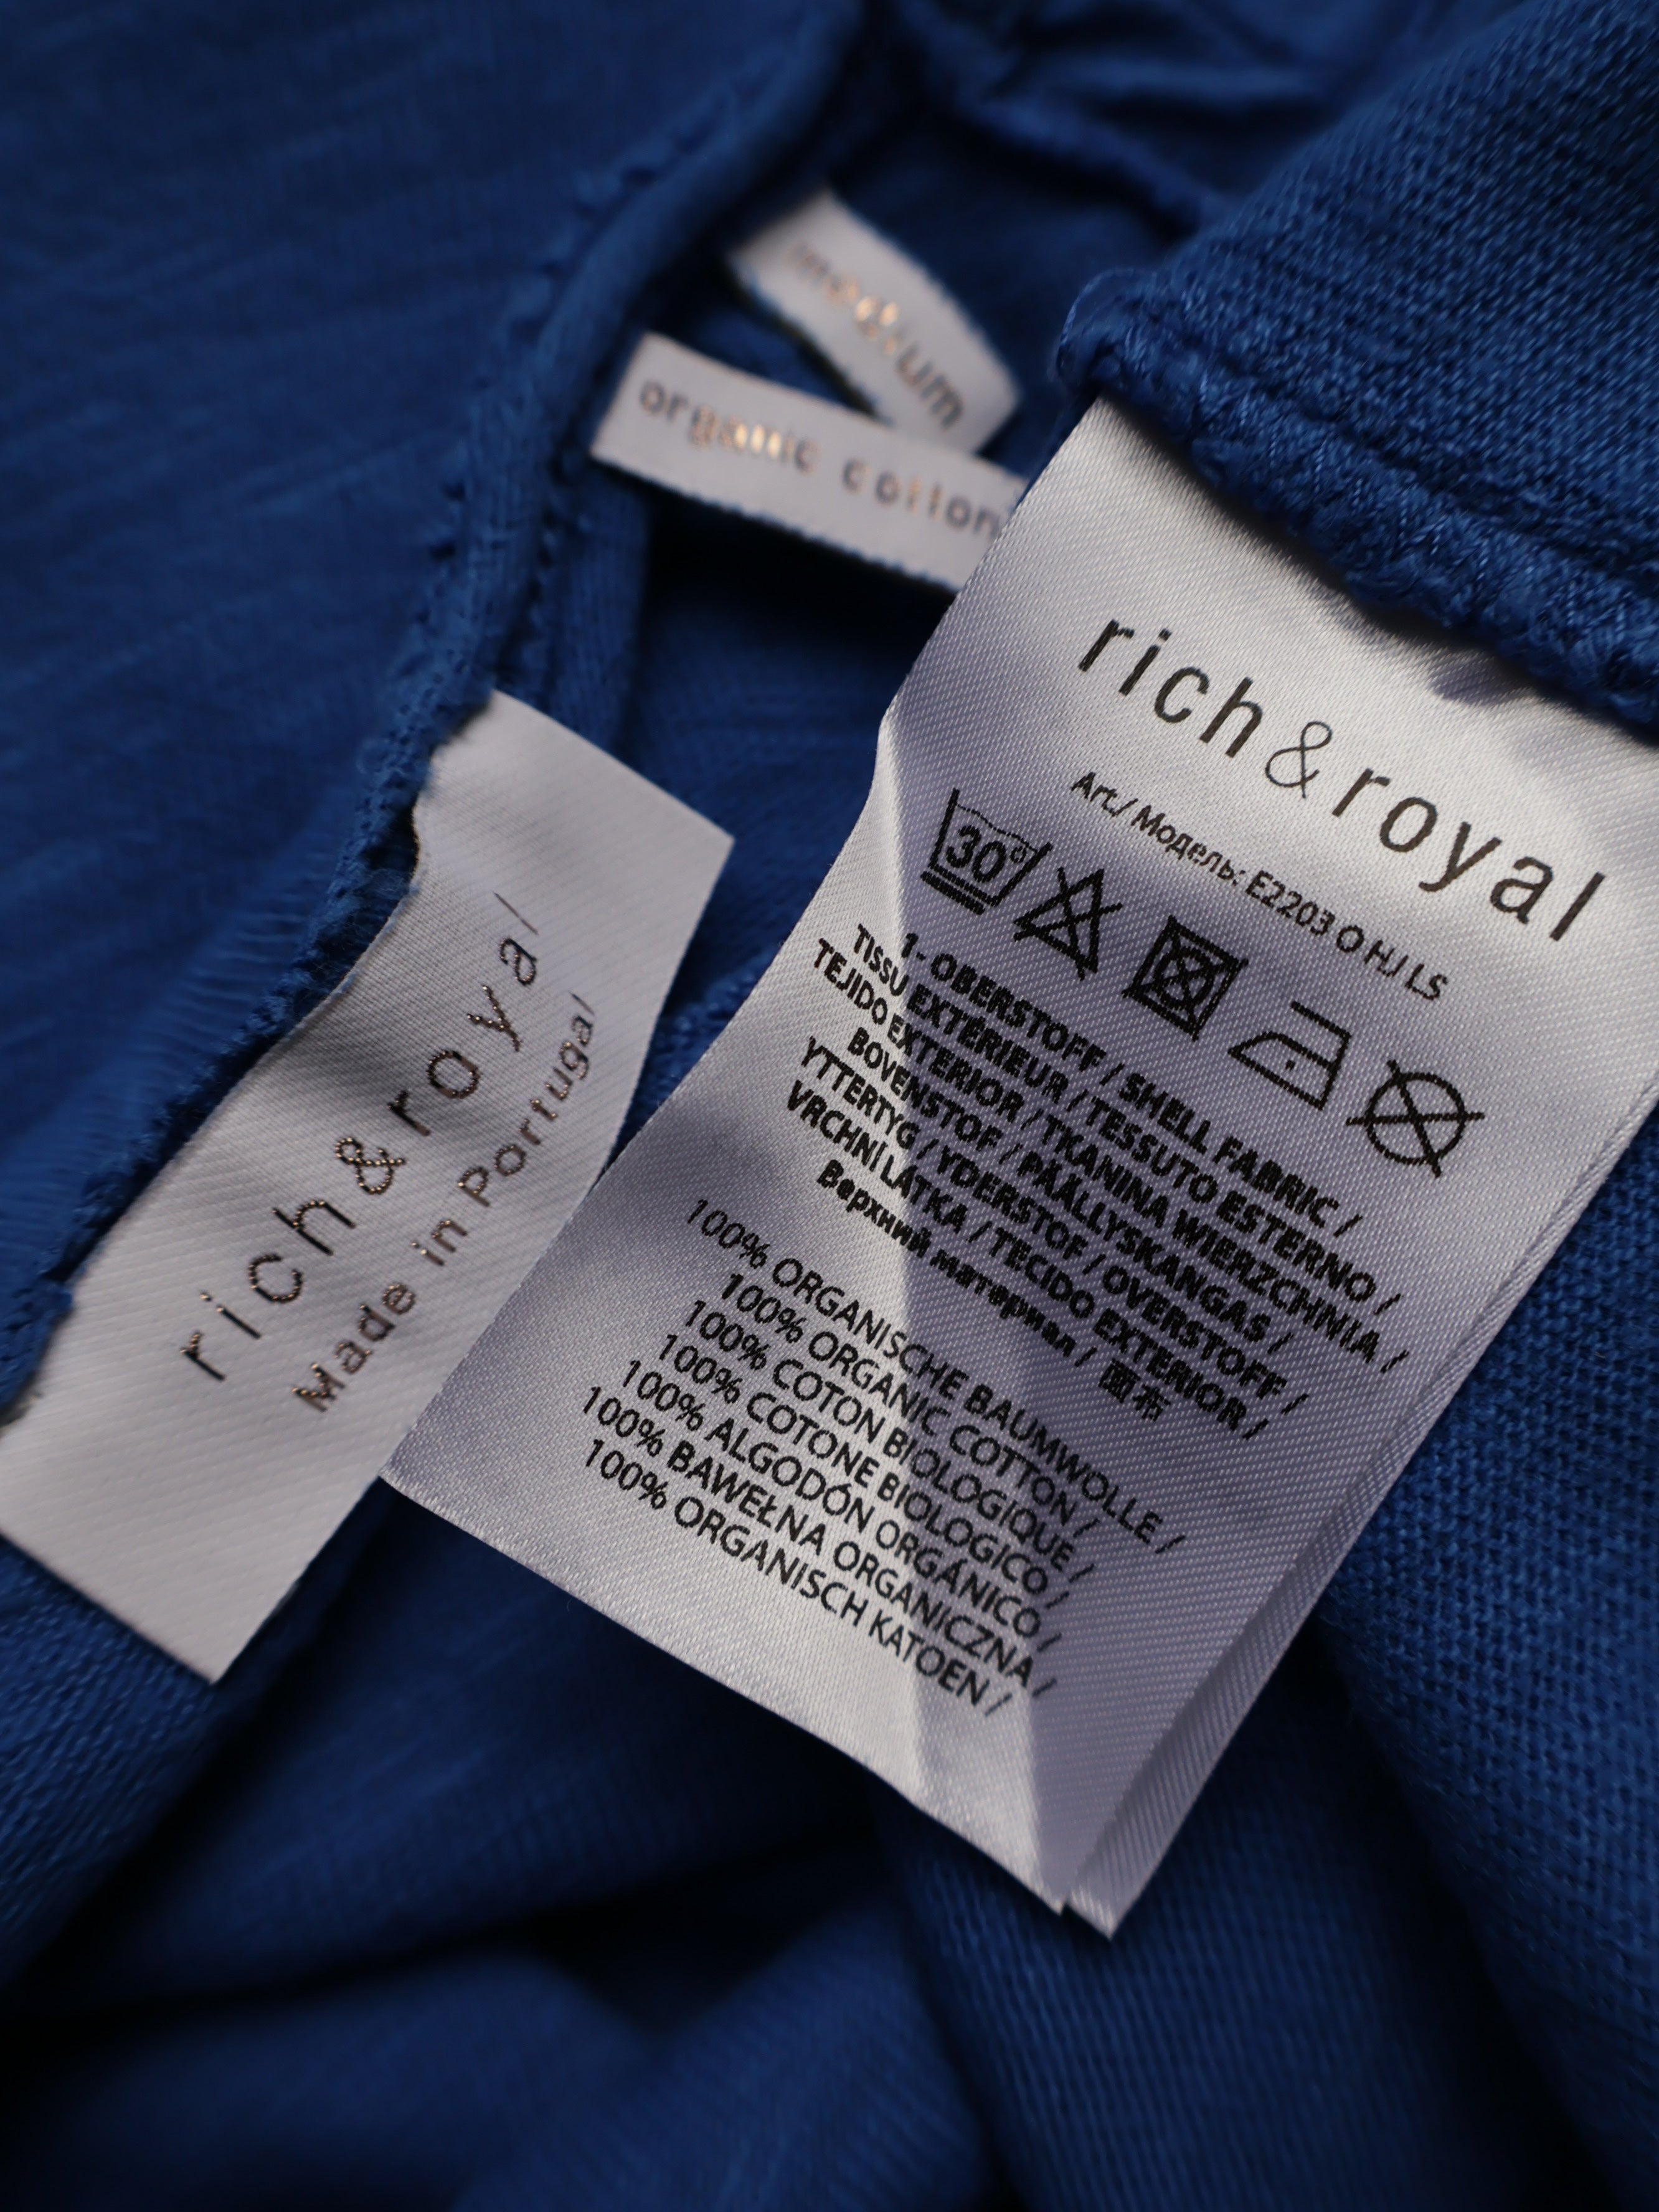 medium
organic cotton
rich&royal
Made in Portugal
rich&royal
Art./ Модель: E2203 O HJ LS
30°
1 - OBERSTOFF / SHELL FABRIC /
TISSU EXTÉRIEUR / TESSUTO ESTERNO /
TEJIDO EXTERIOR / TKANINA WIERZCHNIA /
BOVENSTOF / PÄÄLLYSKANGAS /
YTTERTYG / YDERSTOF / OVERSTOFF /
VRCHNÍ LÁTKA / TECIDO EXTERIOR /
Верхний материал / 面布
100% ORGANISCHE BAUMWOLLE /
100% ORGANIC COTTON /
100% COTON BIOLOGIQUE /
100% COTONE BIOLOGICO /
100% ALGODÓN ORGÁNICO /
100% BAWEŁNA ORGANICZNA /
100% ORGANISCH KATOEN /